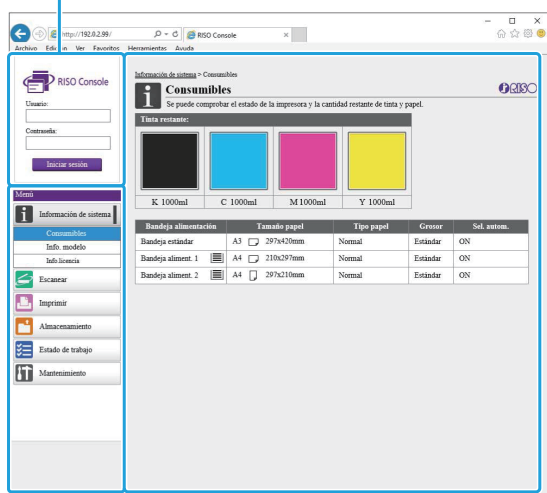 http://192.0.2.99/
RISO Console
Archivo Edición Ver Favoritos Herramientas Ayuda
RISO Console
Usuario:
Contraseña:
Iniciar sesión
Menú
Información de sistema
Consumibles
Info. modelo
Info.licencia
Escanear
Imprimir
Almacenamiento
Estado de trabajo
Mantenimiento
Información de sistema > Consumibles
Consumibles
RISO
Se puede comprobar el estado de la impresora y la cantidad restante de tinta y papel.
Tinta restante:
K 1000ml C 1000ml M 1000ml Y 1000ml
Bandeja alimentación Tamaño papel Tipo papel Grosor Sel. autom.
Bandeja estándar A3 297x420mm Normal Estándar ON
Bandeja aliment. 1 A4 210x297mm Normal Estándar ON
Bandeja aliment. 2 A4 297x210mm Normal Estándar ON